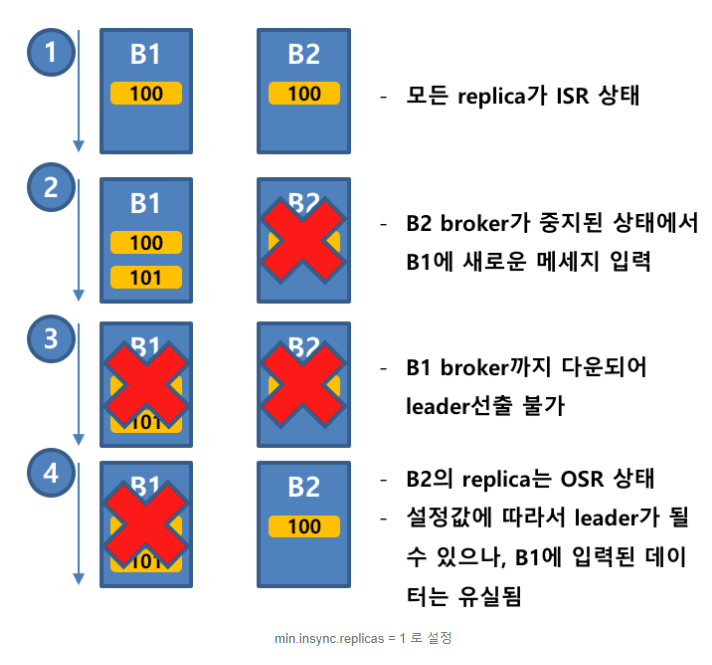 1
B1
B2
100
100
- 모든 replica가 ISR 상태
2
B1
B2
100
101
- B2 broker가 중지된 상태에서
B1에 새로운 메세지 입력
3
B1
B2
101
- B1 broker까지 다운되어
leader선출 불가
4
B1
B2
100
101
- B2의 replica는 OSR 상태
- 설정값에 따라서 leader가 될
수 있으나, B1에 입력된 데이
터는 유실됨
min.insync.replicas = 1 로 설정